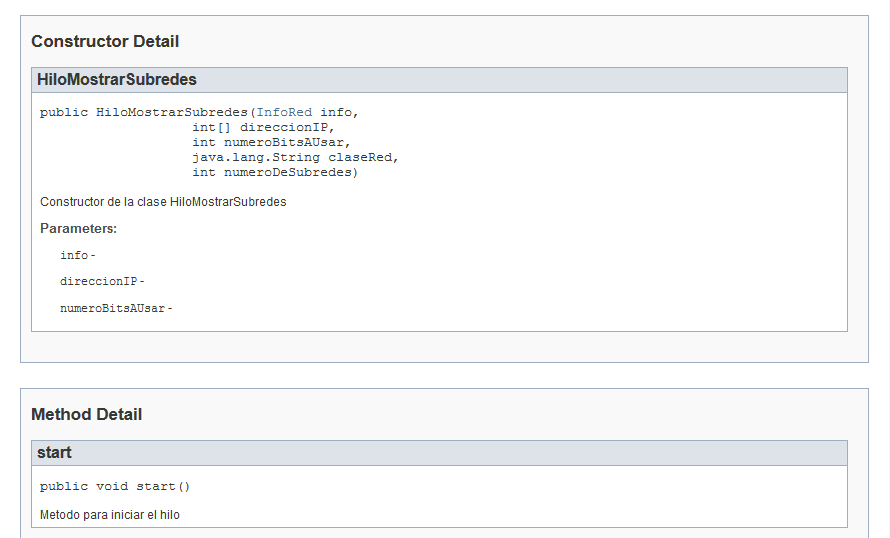 Constructor Detail
HiloMostrarSubredes
public HiloMostrarSubredes(InfoRed info,
int[] direccionIP,
int numeroBitsAUsar,
java.lang.String claseRed,
int numeroDeSubredes)
Constructor de la clase HiloMostrarSubredes
Parameters:
info -
direccionIP -
numeroBitsAUsar -
Method Detail
start
public void start()
Metodo para iniciar el hilo